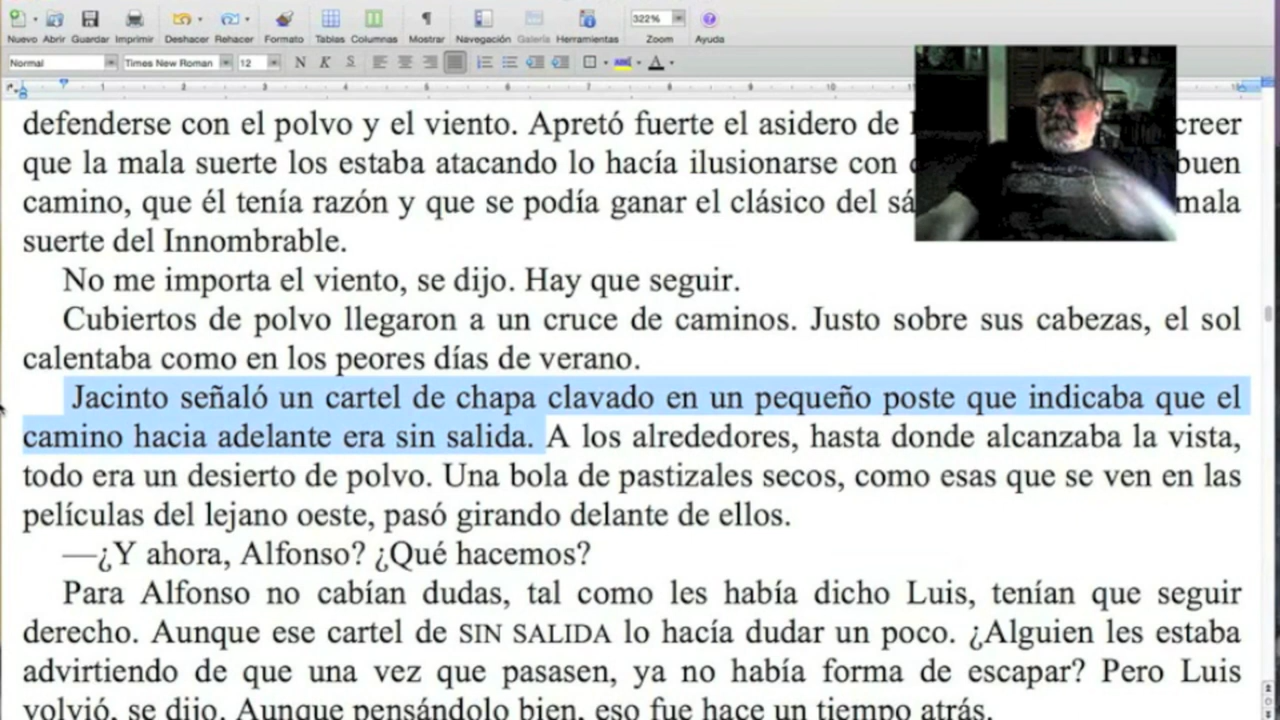 Nuevo Abrir Guardar Imprimir Deshacer Rehacer Formato Tablas Columnas Mostrar Navegación Galería Herramientas 322% Zoom Ayuda
Normal Times New Roman 12 N K S
1 2 3 4 5 6 7 8 9 10
defenderse con el polvo y el viento. Apretó fuerte el asidero de creer
que la mala suerte los estaba atacando lo hacía ilusionarse con buen
camino, que él tenía razón y que se podía ganar el clásico del mala
suerte del Innombrable.
No me importa el viento, se dijo. Hay que seguir.
Cubiertos de polvo llegaron a un cruce de caminos. Justo sobre sus cabezas, el sol
calentaba como en los peores días de verano.
Jacinto señaló un cartel de chapa clavado en un pequeño poste que indicaba que el
camino hacia adelante era sin salida. A los alrededores, hasta donde alcanzaba la vista,
todo era un desierto de polvo. Una bola de pastizales secos, como esas que se ven en las
películas del lejano oeste, pasó girando delante de ellos.
—¿Y ahora, Alfonso? ¿Qué hacemos?
Para Alfonso no cabían dudas, tal como les había dicho Luis, tenían que seguir
derecho. Aunque ese cartel de SIN SALIDA lo hacía dudar un poco. ¿Alguien les estaba
advirtiendo de que una vez que pasasen, ya no había forma de escapar? Pero Luis
volvió, se dijo. Aunque pensándolo bien, eso fue hace un tiempo atrás.